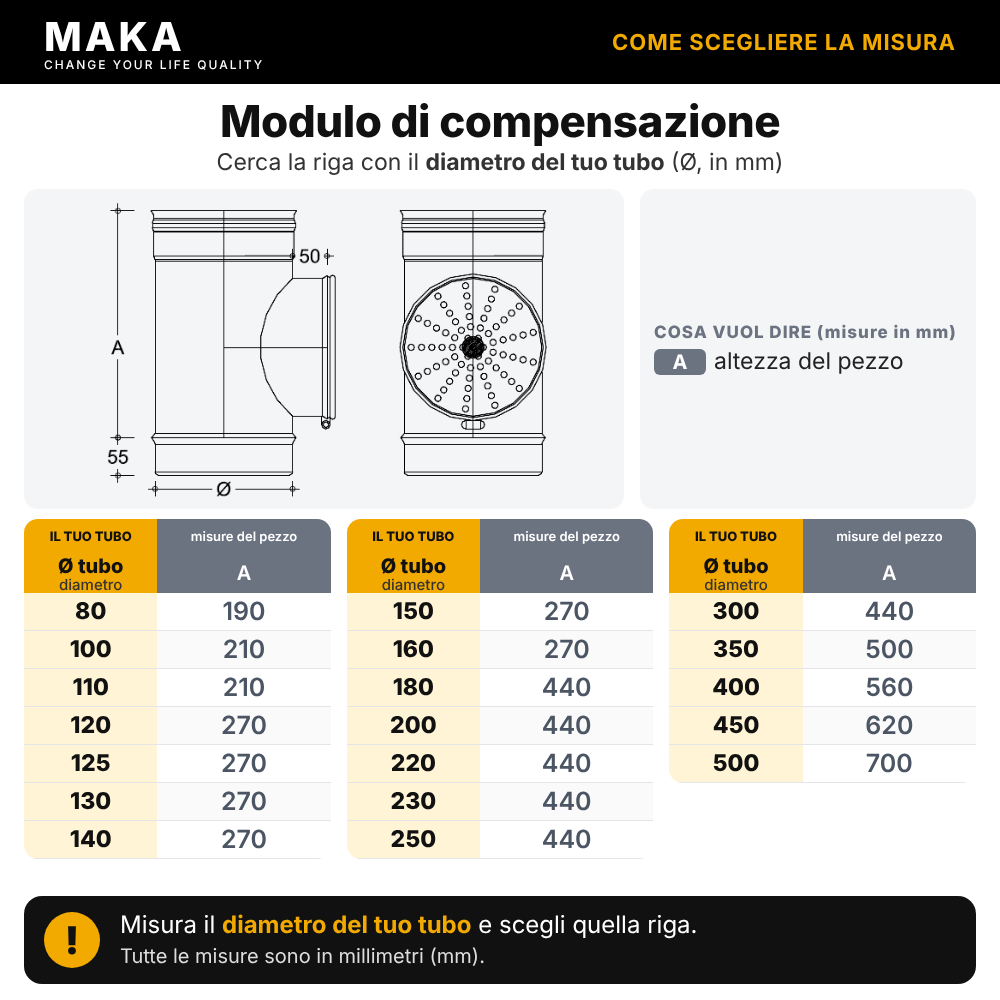 MAKA
CHANGE YOUR LIFE QUALITY
COME SCEGLIERE LA MISURA
Modulo di compensazione
Cerca la riga con il diametro del tuo tubo (Ø, in mm)
50
A
55
Ø
COSA VUOL DIRE (misure in mm)
A altezza del pezzo
IL TUO TUBO misure del pezzo
Ø tubo A
diametro
80 190
100 210
110 210
120 270
125 270
130 270
140 270
IL TUO TUBO misure del pezzo
Ø tubo A
diametro
150 270
160 270
180 440
200 440
220 440
230 440
250 440
IL TUO TUBO misure del pezzo
Ø tubo A
diametro
300 440
350 500
400 560
450 620
500 700
!
Misura il diametro del tuo tubo e scegli quella riga.
Tutte le misure sono in millimetri (mm).